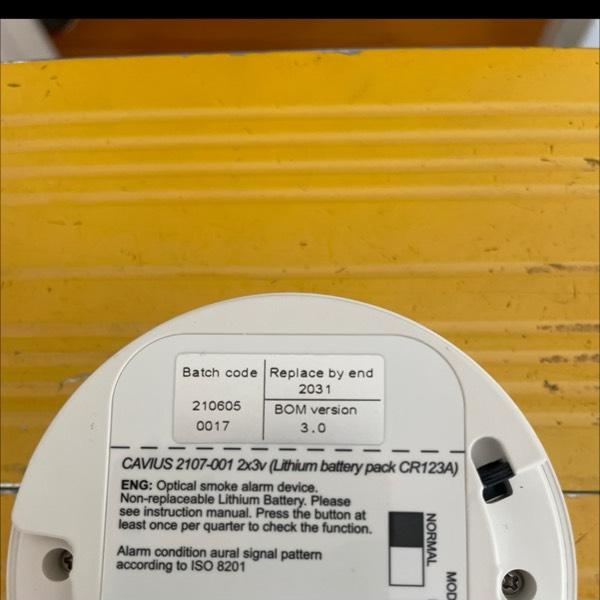 Batch code
210605
0017
Replace by end
2031
BOM version
3.0
CAVIUS 2107-001 2x3v (Lithium battery pack CR123A)
ENG: Optical smoke alarm device.
Non-replaceable Lithium Battery. Please
see instruction manual. Press the button at
least once per quarter to check the function.
Alarm condition aural signal pattern
according to ISO 8201
NORMAL